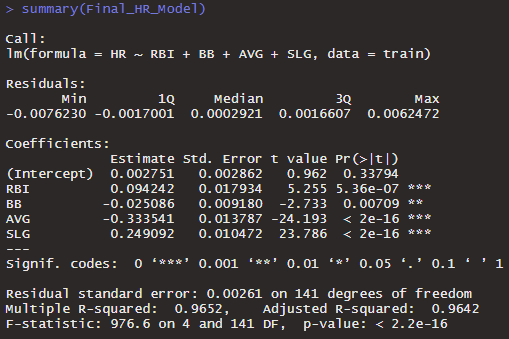 > summary(Final_HR_Model)
Call:
lm(formula = HR ~ RBI + BB + AVG + SLG, data = train)
Residuals:
Min 1Q Median 3Q Max
-0.0076230 -0.0017001 0.0002921 0.0016607 0.0062472
Coefficients:
Estimate Std. Error t value Pr(>|t|)
(Intercept) 0.002751 0.002862 0.962 0.33794
RBI 0.094242 0.017934 5.255 5.36e-07 ***
BB -0.025086 0.009180 -2.733 0.00709 **
AVG -0.333541 0.013787 -24.193 < 2e-16 ***
SLG 0.249092 0.010472 23.786 < 2e-16 ***
---
Signif. codes: 0 ‘***’ 0.001 ‘**’ 0.01 ‘*’ 0.05 ‘.’ 0.1 ‘ ’ 1
Residual standard error: 0.00261 on 141 degrees of freedom
Multiple R-squared: 0.9652, Adjusted R-squared: 0.9642
F-statistic: 976.6 on 4 and 141 DF, p-value: < 2.2e-16